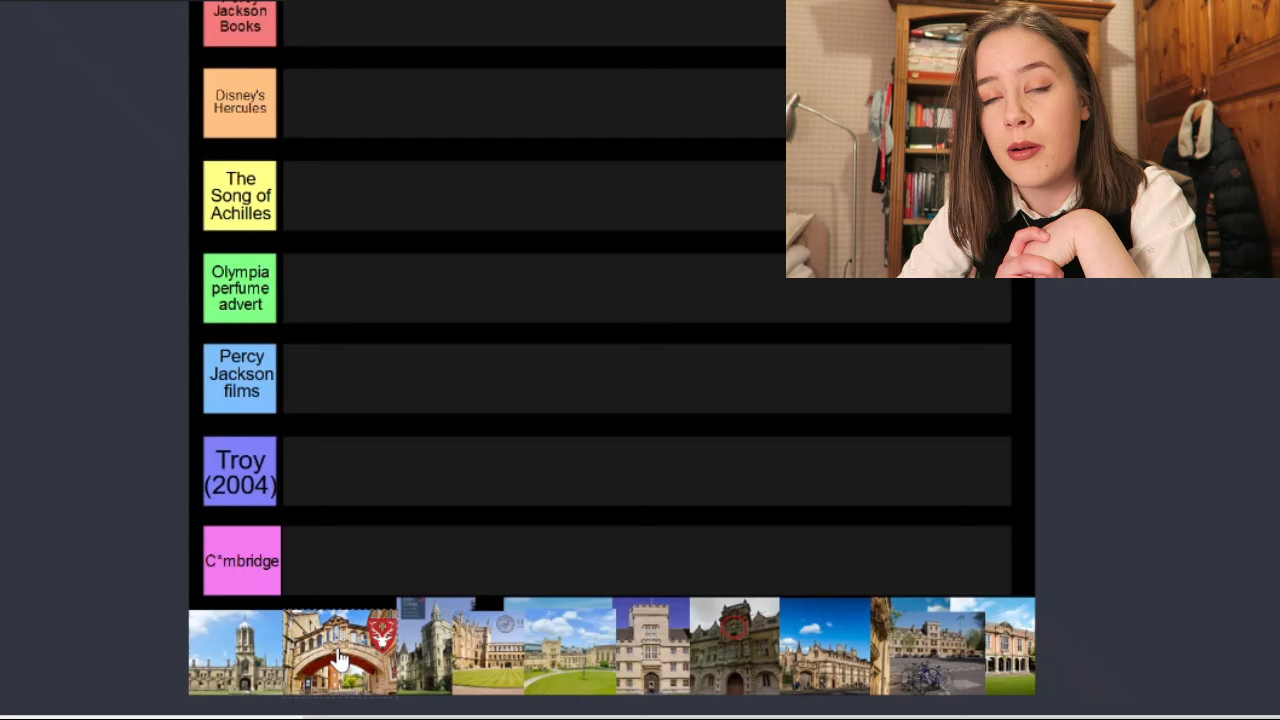 Jackson
Books
Disney's
Hercules
The
Song of
Achilles
Olympia
perfume
advert
Percy
Jackson
films
Troy
(2004)
C*mbridge